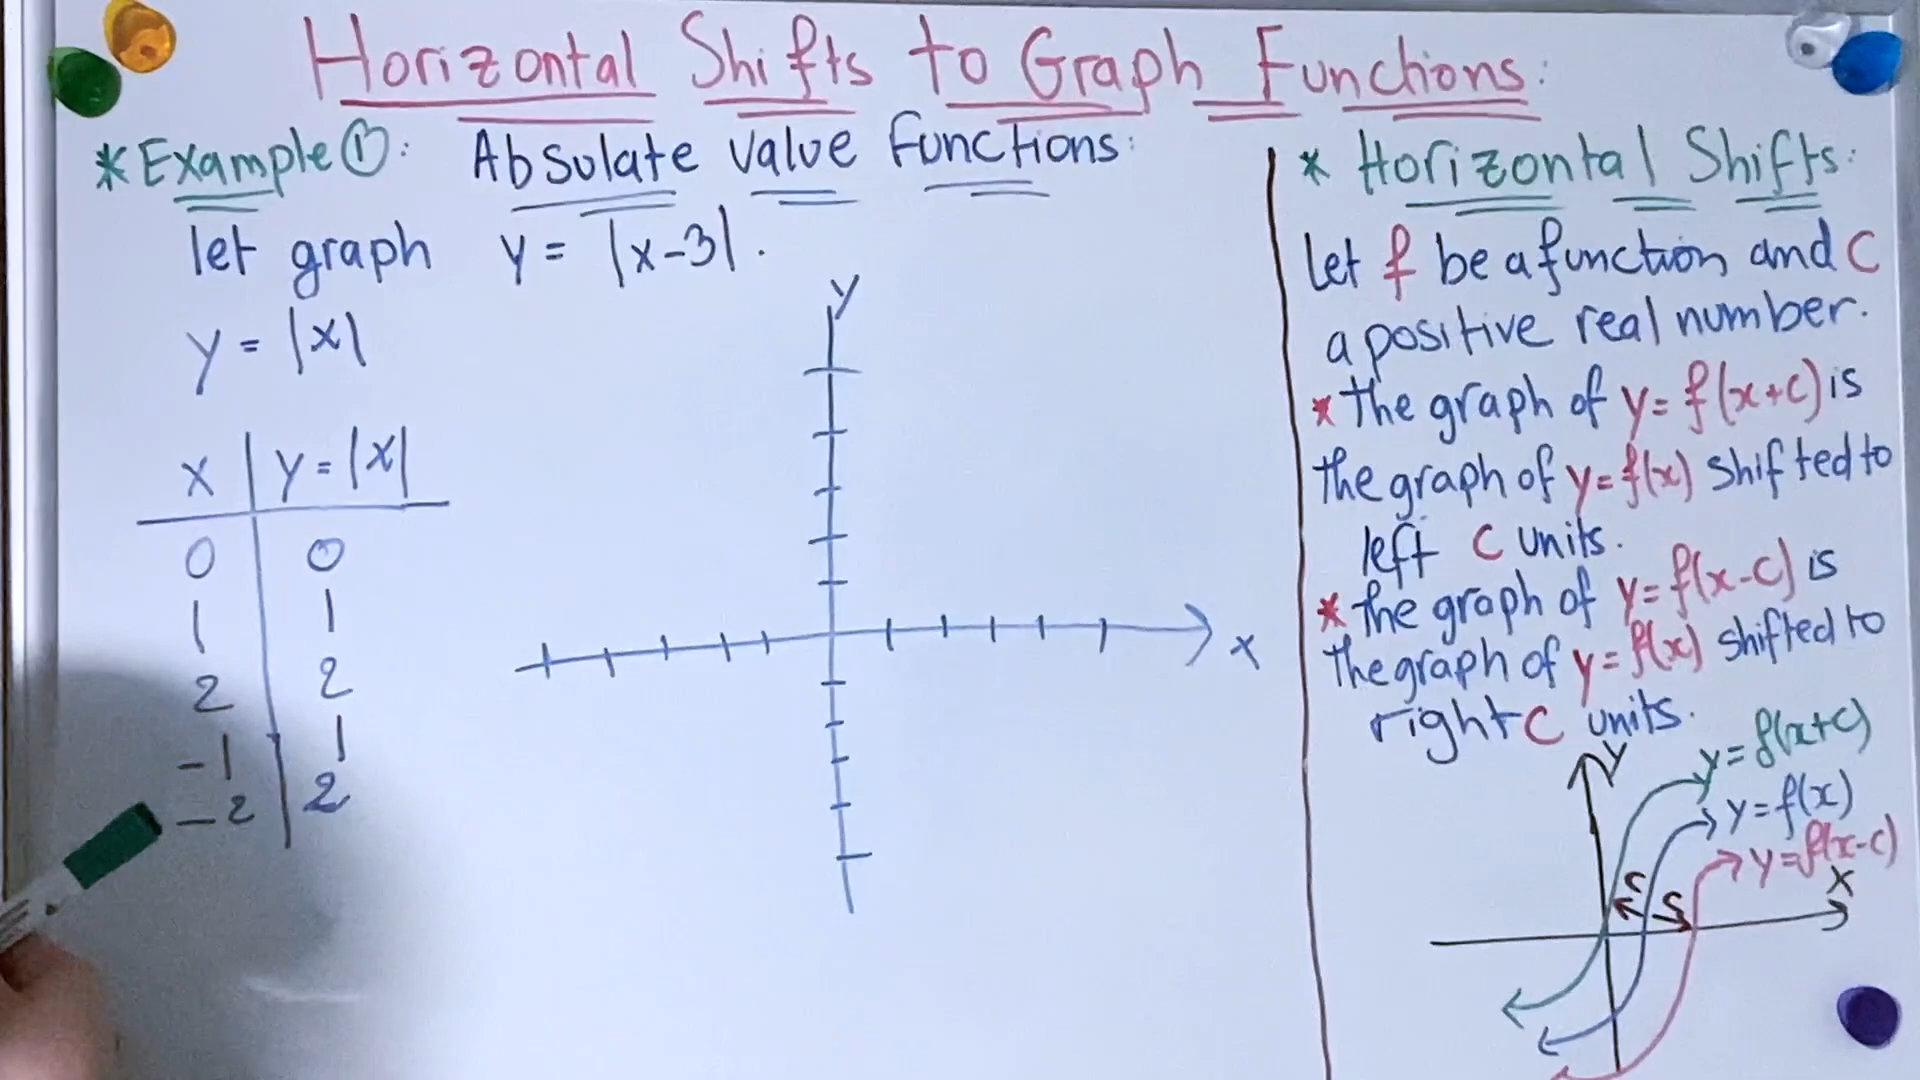 Horizontal Shifts to Graph Functions:
*Example ①: Absulate value functions:
let graph y = |x-3|.
y = |x|
x | y = |x|
0 | 0
1 | 1
2 | 2
-1 | 1
-2 | 2
y
x
* Horizontal Shifts:
Let f be a function and C
a positive real number.
* the graph of y = f(x+c) is
the graph of y = f(x) shifted to
left C units.
* the graph of y = f(x-c) is
the graph of y = f(x) shifted to
right C units.
y
y = f(x+c)
y = f(x)
y = f(x-c)
x
c
c